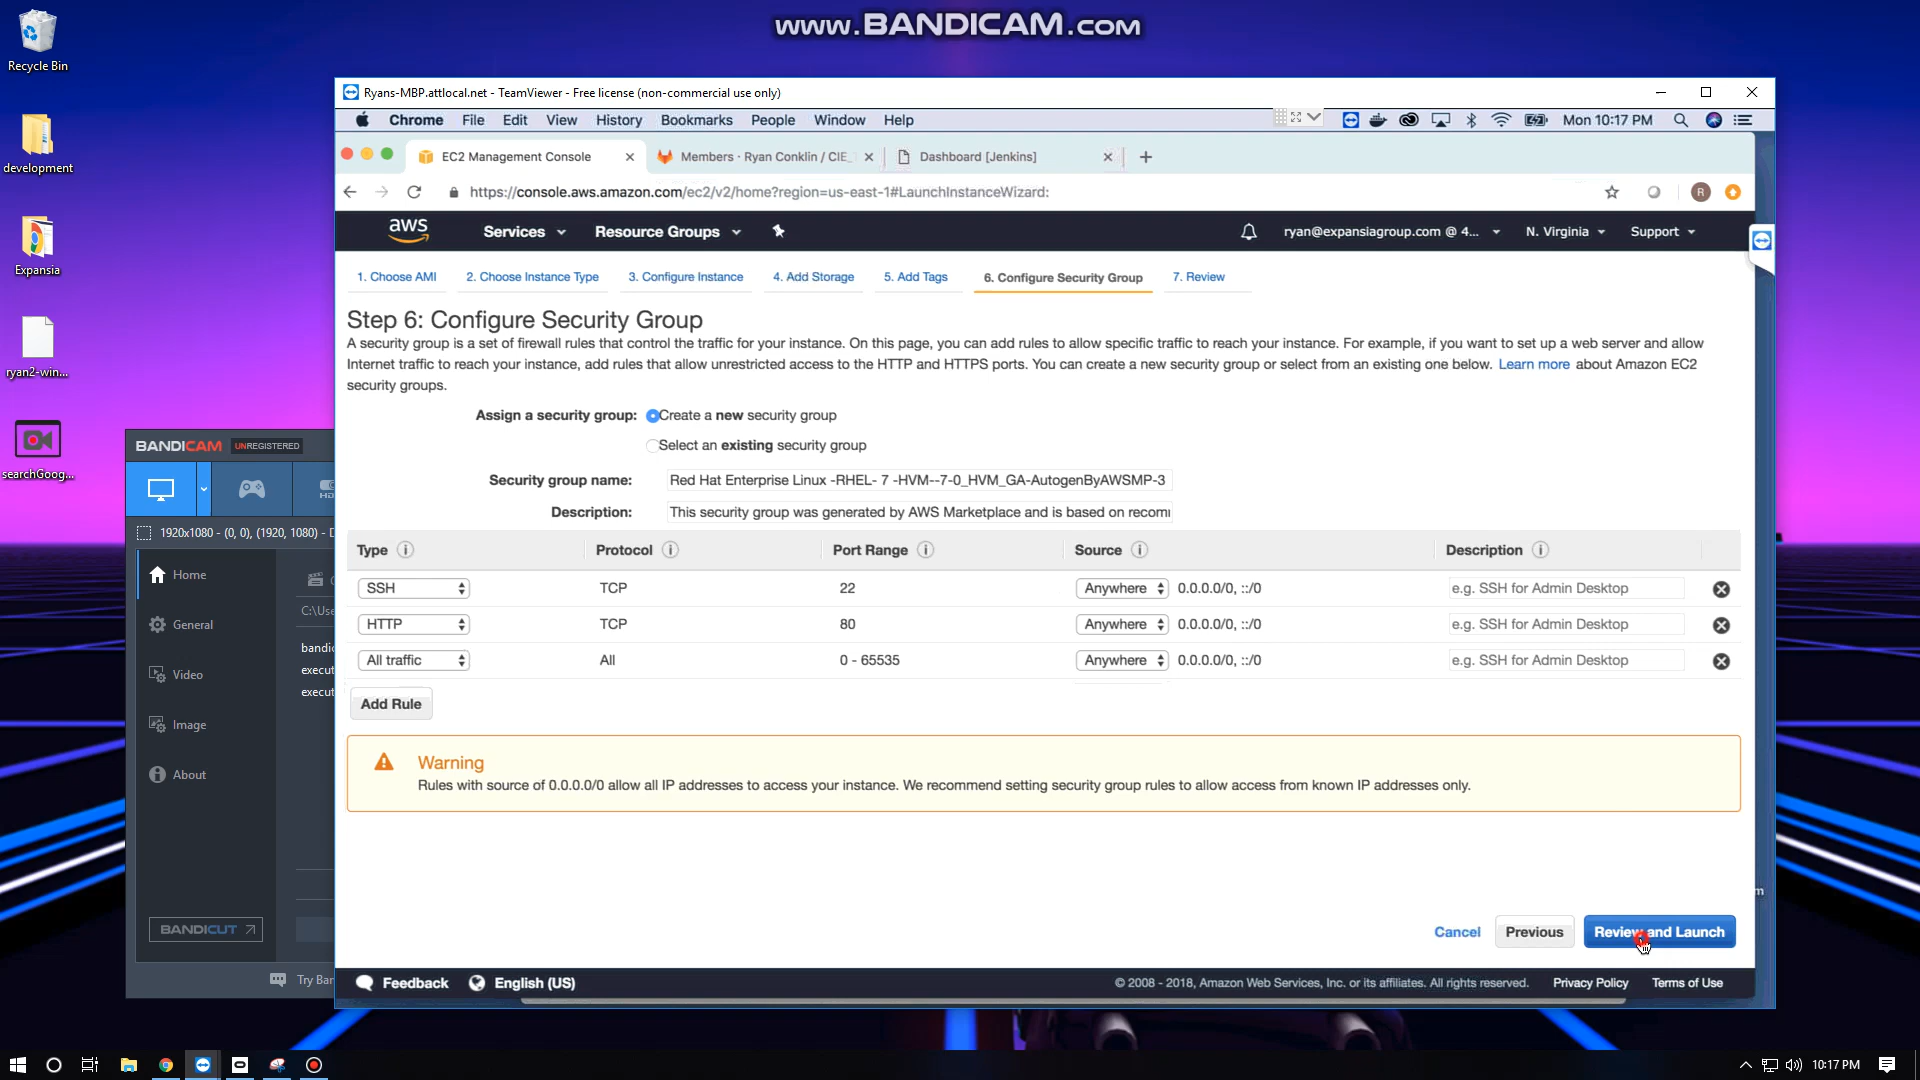 www.BANDICAM.com
Recycle Bin
development
Expansia
ryan2-win...
searchGoog...
Ryans-MBP.attlocal.net - TeamViewer - Free license (non-commercial use only)
Chrome File Edit View History Bookmarks People Window Help
Mon 10:17 PM
EC2 Management Console
Members · Ryan Conklin / CIE_
Dashboard [Jenkins]
https://console.aws.amazon.com/ec2/v2/home?region=us-east-1#LaunchInstanceWizard:
R
aws Services Resource Groups
ryan@expansiagroup.com @ 4... N. Virginia Support
1. Choose AMI 2. Choose Instance Type 3. Configure Instance 4. Add Storage 5. Add Tags 6. Configure Security Group 7. Review
Step 6: Configure Security Group
A security group is a set of firewall rules that control the traffic for your instance. On this page, you can add rules to allow specific traffic to reach your instance. For example, if you want to set up a web server and allow
Internet traffic to reach your instance, add rules that allow unrestricted access to the HTTP and HTTPS ports. You can create a new security group or select from an existing one below. Learn more about Amazon EC2
security groups.
Assign a security group: Create a new security group
Select an existing security group
Security group name: Red Hat Enterprise Linux -RHEL- 7 -HVM--7-0_HVM_GA-AutogenByAWSMP-3
Description: This security group was generated by AWS Marketplace and is based on recom
Type Protocol Port Range Source Description
SSH TCP 22 Anywhere 0.0.0.0/0, ::/0 e.g. SSH for Admin Desktop
HTTP TCP 80 Anywhere 0.0.0.0/0, ::/0 e.g. SSH for Admin Desktop
All traffic All 0 - 65535 Anywhere 0.0.0.0/0, ::/0 e.g. SSH for Admin Desktop
Add Rule
Warning
Rules with source of 0.0.0.0/0 allow all IP addresses to access your instance. We recommend setting security group rules to allow access from known IP addresses only.
Cancel Previous Review and Launch
Feedback English (US)
© 2008 - 2018, Amazon Web Services, Inc. or its affiliates. All rights reserved. Privacy Policy Terms of Use
BANDICAM UNREGISTERED
1920x1080 - (0, 0), (1920, 1080) - D
Home
General
Video
Image
About
C:\Use
bandic
execut
execut
BANDICUT
Try Ban
10:17 PM